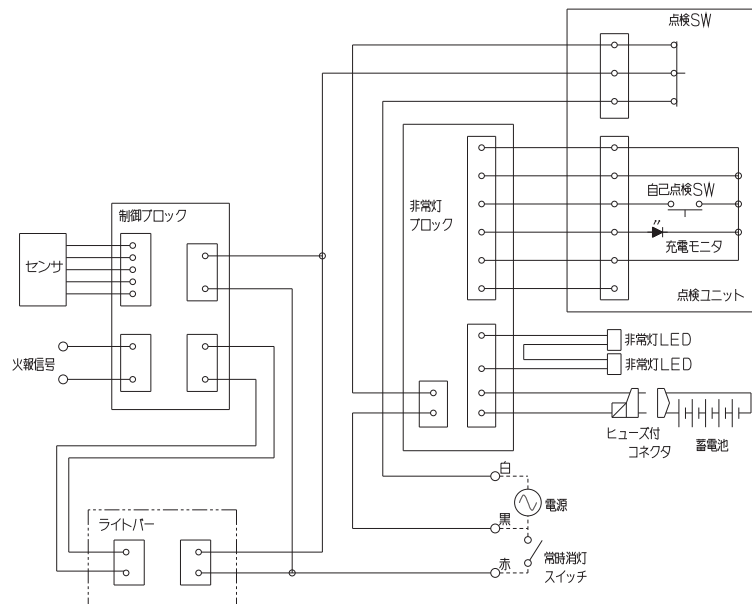 点検SW
制御ブロック
非常灯
ブロック
自己点検SW
センサ
充電モニタ
点検ユニット
火報信号
非常灯LED
非常灯LED
ヒューズ付
コネクタ
蓄電池
白
電源
黒
ライトバー
赤
常時消灯
スイッチ